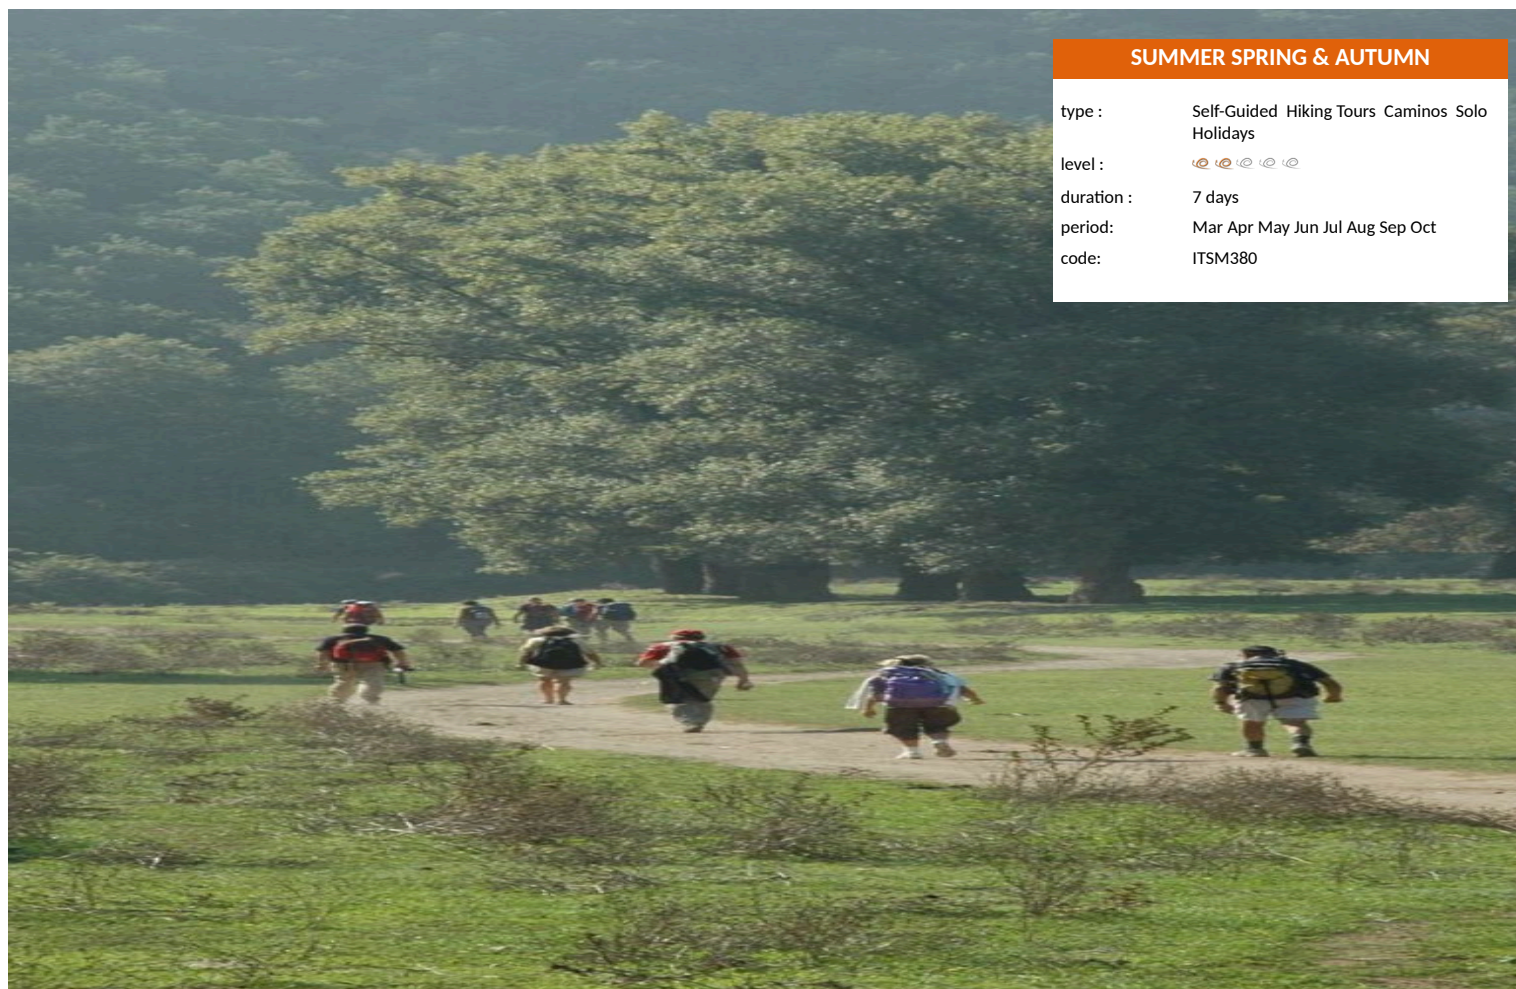 SUMMER SPRING & AUTUMN
type : Self-Guided Hiking Tours Caminos Solo
Holidays
level :
duration : 7 days
period: Mar Apr May Jun Jul Aug Sep Oct
code: ITSM380